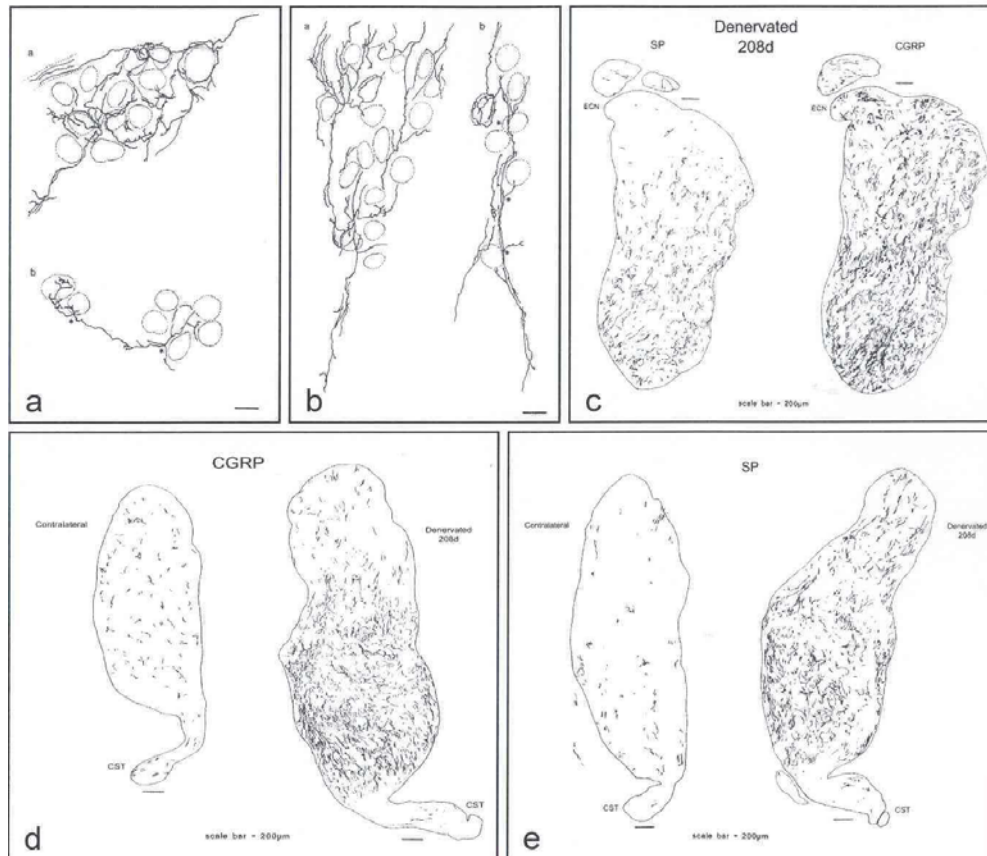 a
b
a
a
b
b
Denervated
208d
SP
CGRP
ECN
ECN
c
scale bar - 200µm
CGRP
Contralateral
Denervated
208d
CST
CST
d
scale bar - 200µm
SP
Contralateral
Denervated
208d
CST
CST
e
scale bar - 200µm